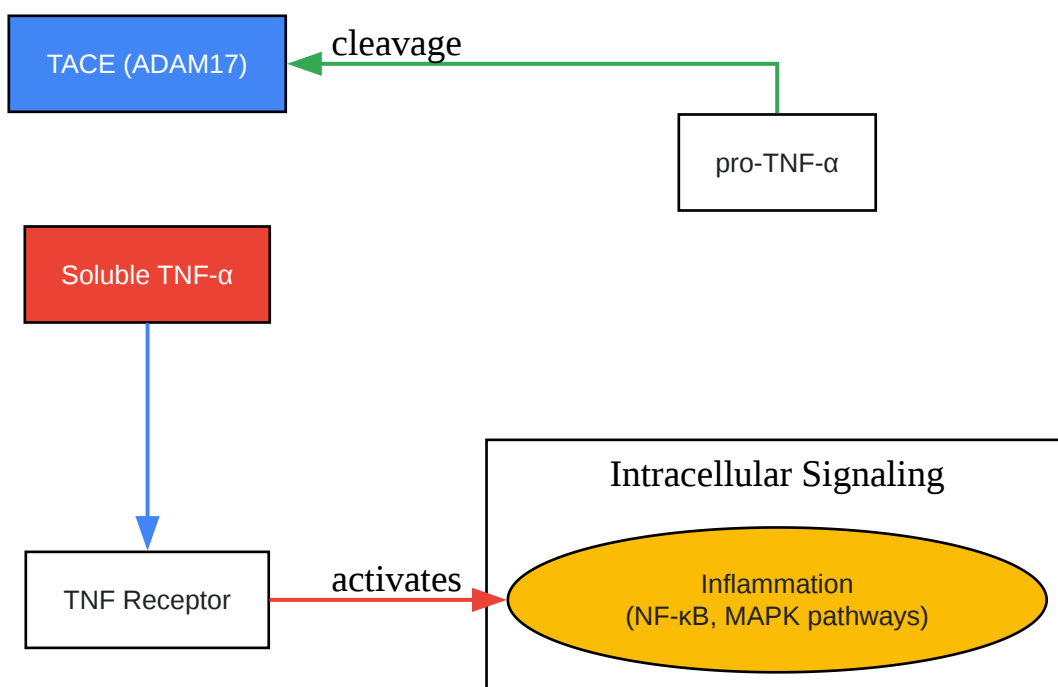 cleavage
TACE (ADAM17)
pro-TNF-α
Soluble TNF-α
Intracellular Signaling
activates
TNF Receptor
Inflammation
(NF-κB, MAPK pathways)